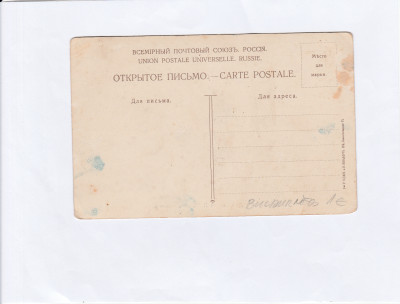 ВСЕМІРНЫЙ ПОЧТОВЫЙ СОЮЗЪ. РОССІЯ.
UNION POSTALE UNIVERSELLE. RUSSIE.
Мѣсто
для
марки
ОТКРЫТОЕ ПИСЬМО.—CARTE POSTALE.
Для письма.
Для адреса.
1€